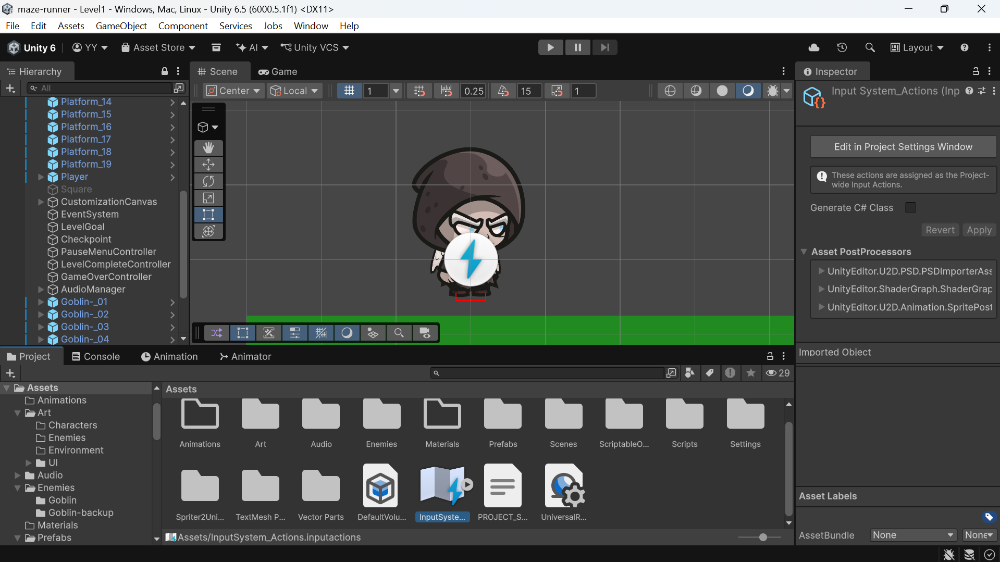 maze-runner - Level1 - Windows, Mac, Linux - Unity 6.5 (6000.5.1f1) <DX11>
File Edit Assets GameObject Component Services Jobs Window Help
Unity 6 YY Asset Store AI Unity VCS Layout
Hierarchy
Scene Game
Inspector
All
Center Local 1 0.25 15 1
Input System_Actions (Inp
Platform_14
Platform_15
Platform_16
Platform_17
Platform_18
Platform_19
Player
Square
CustomizationCanvas
EventSystem
LevelGoal
Checkpoint
PauseMenuController
LevelCompleteController
GameOverController
AudioManager
Goblin-_01
Goblin-_02
Goblin-_03
Goblin-_04
Edit in Project Settings Window
These actions are assigned as the Project-
wide Input Actions.
Generate C# Class
Revert Apply
Asset PostProcessors
UnityEditor.U2D.PSD.PSDImporterAss
UnityEditor.ShaderGraph.ShaderGrap
UnityEditor.U2D.Animation.SpritePost
Imported Object
Project Console Animation Animator
29
Assets
Animations
Art
Characters
Enemies
Environment
UI
Audio
Enemies
Goblin
Goblin-backup
Materials
Prefabs
Assets
Animations Art Audio Enemies Materials Prefabs Scenes ScriptableO... Scripts Settings
Spriter2Uni... TextMesh P... Vector Parts DefaultVolu... InputSyste... PROJECT_S... UniversalR...
Assets/InputSystem_Actions.inputactions
Asset Labels
AssetBundle None None